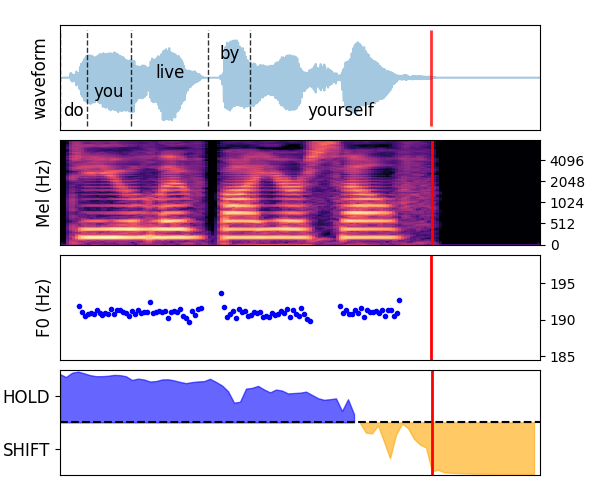 waveform
do
you
live
by
yourself
Mel (Hz)
4096
2048
1024
512
0
F0 (Hz)
195
190
185
HOLD
SHIFT